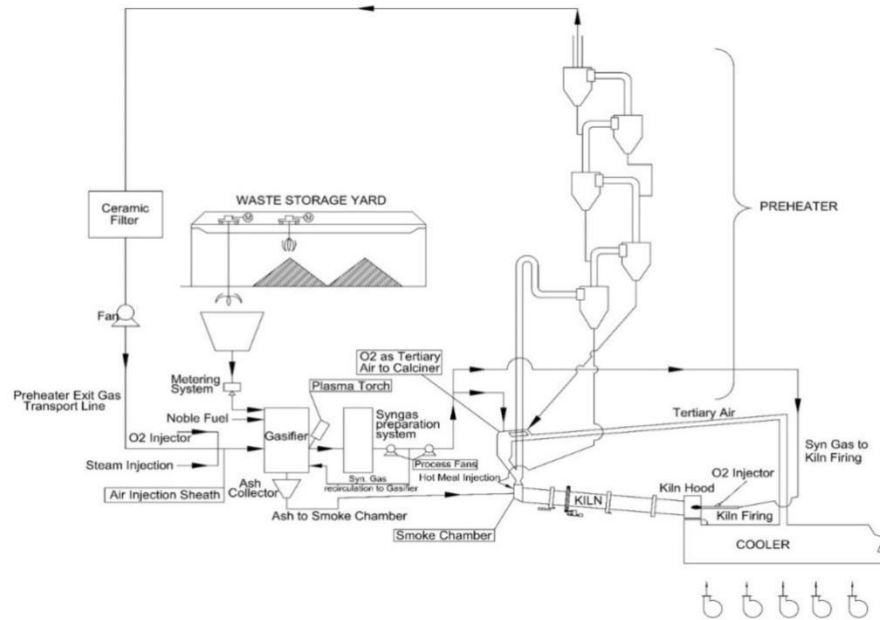 WASTE STORAGE YARD
M
M
Ceramic
Filter
PREHEATER
Fan
O2 as Tertiary
Air to Calciner
Metering
System
Plasma Torch
Preheater Exit Gas
Transport Line
Noble Fuel
Syngas
preparation
system
Tertiary Air
Gasifier
O2 Injector
Syn Gas to
Kiln Firing
Steam Injection
Process Fans
Syn. Gas
recirculation to Gasifier
Hot Meal Injection
O2 Injector
Kiln Hood
Air Injection Sheath
Ash
Collector
KILN
Ash to Smoke Chamber
Kiln Firing
Smoke Chamber
COOLER